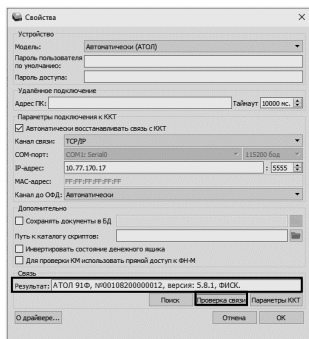 Свойства
Устройство
Модель: Автоматически (АТОЛ)
Пароль пользователя по умолчанию:
Пароль доступа:
Удалённое подключение
Адрес ПК: Таймаут 10000 мс.
Параметры подключения к ККТ
Автоматически восстанавливать связь с ККТ
Канал связи: TCP/IP
COM-порт: COM1: Serial0 115200 бод
IP-адрес: 10.77.170.17 : 5555
MAC-адрес: FF:FF:FF:FF:FF:FF
Канал до ОФД: Автоматически
Дополнительно
Сохранять документы в БД
Путь к каталогу скриптов:
Инвертировать состояние денежного ящика
Для проверки КМ использовать прямой доступ к ФН-М
Связь
Результат: АТОЛ 91Ф, №00108200000012, версия: 5.8.1, ФИСК.
Поиск Проверка связи Параметры ККТ
О драйвере... Отмена ОК